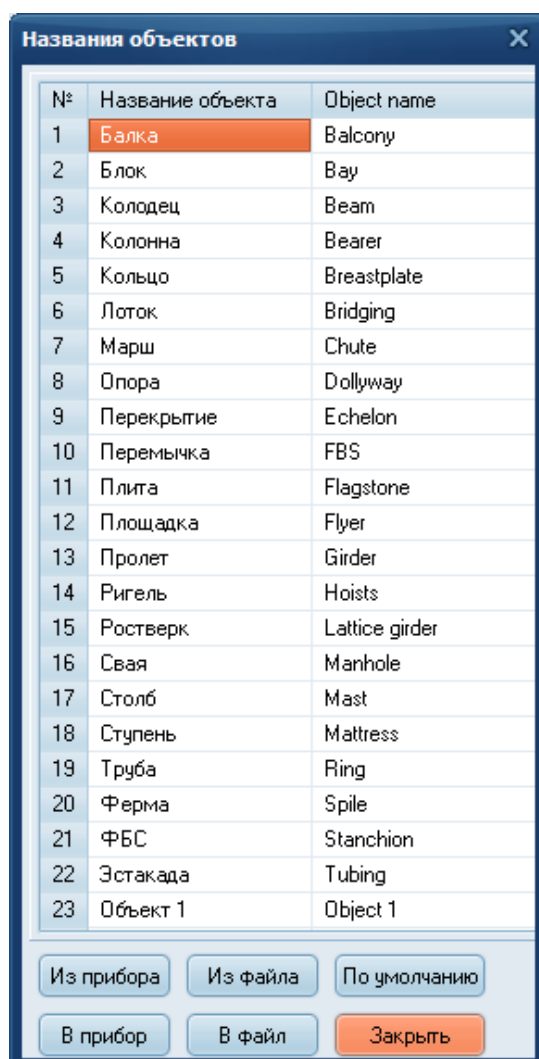 Названия объектов
№ Название объекта Object name
1 Балка Balcony
2 Блок Bay
3 Колодец Beam
4 Колонна Bearer
5 Кольцо Breastplate
6 Лоток Bridging
7 Марш Chute
8 Опора Dollyway
9 Перекрытие Echelon
10 Перемычка FBS
11 Плита Flagstone
12 Площадка Flyer
13 Пролет Girder
14 Ригель Hoists
15 Ростверк Lattice girder
16 Свая Manhole
17 Столб Mast
18 Ступень Mattress
19 Труба Ring
20 Ферма Spile
21 ФБС Stanchion
22 Эстакада Tubing
23 Объект 1 Object 1
Из прибора Из файла По умолчанию
В прибор В файл Закрыть